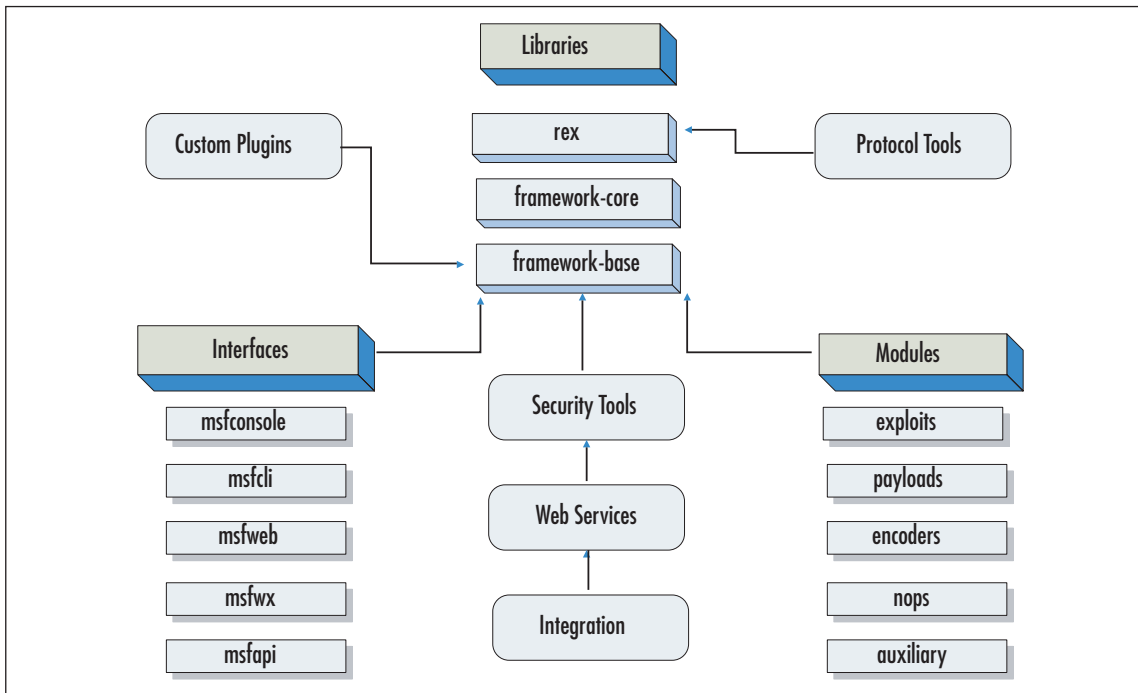 Libraries
Custom Plugins
rex
Protocol Tools
framework-core
framework-base
Interfaces
Modules
msfconsole
Security Tools
exploits
msfcli
payloads
msfweb
Web Services
encoders
msfwx
Integration
nops
msfapi
auxiliary